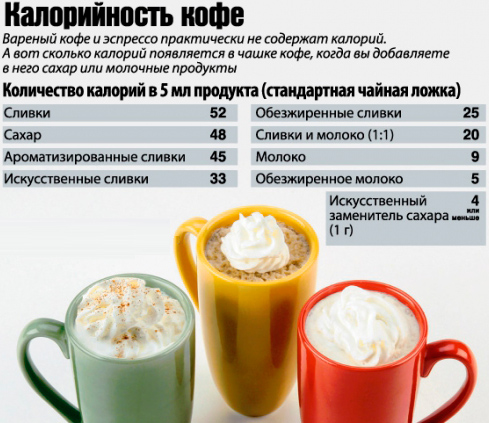 Калорийность кофе
Вареный кофе и эспрессо практически не содержат калорий.
А вот сколько калорий появляется в чашке кофе, когда вы добавляете
в него сахар или молочные продукты
Количество калорий в 5 мл продукта (стандартная чайная ложка)
Сливки 52
Сахар 48
Ароматизированные сливки 45
Искусственные сливки 33
Обезжиренные сливки 25
Сливки и молоко (1:1) 20
Молоко 9
Обезжиренное молоко 5
Искусственный 4
заменитель сахара или меньше
(1 г)